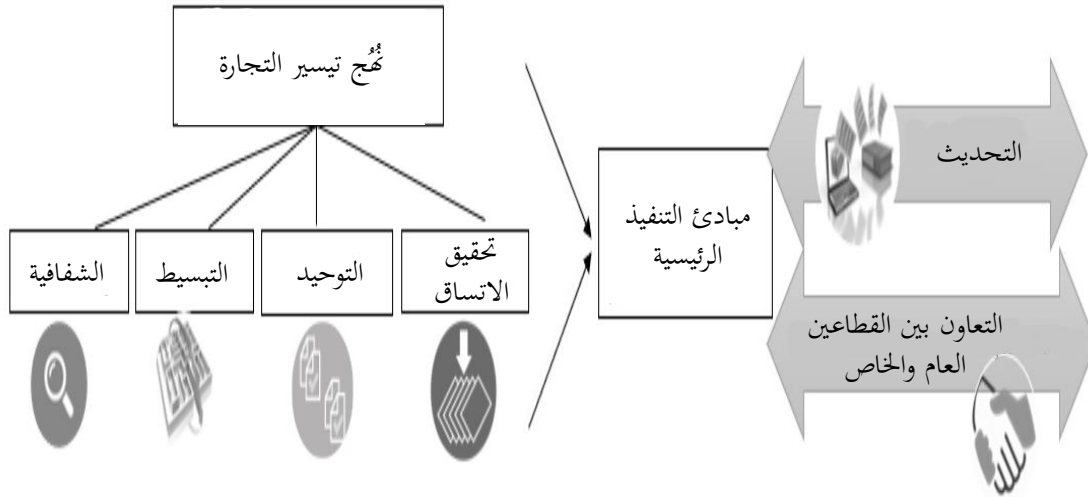 نُهُج تيسير التجارة
تحقيق
الاتساق
التوحيد
التبسيط
الشفافية
مبادئ التنفيذ
الرئيسية
التحديث
التعاون بين القطاعين
العام والخاص